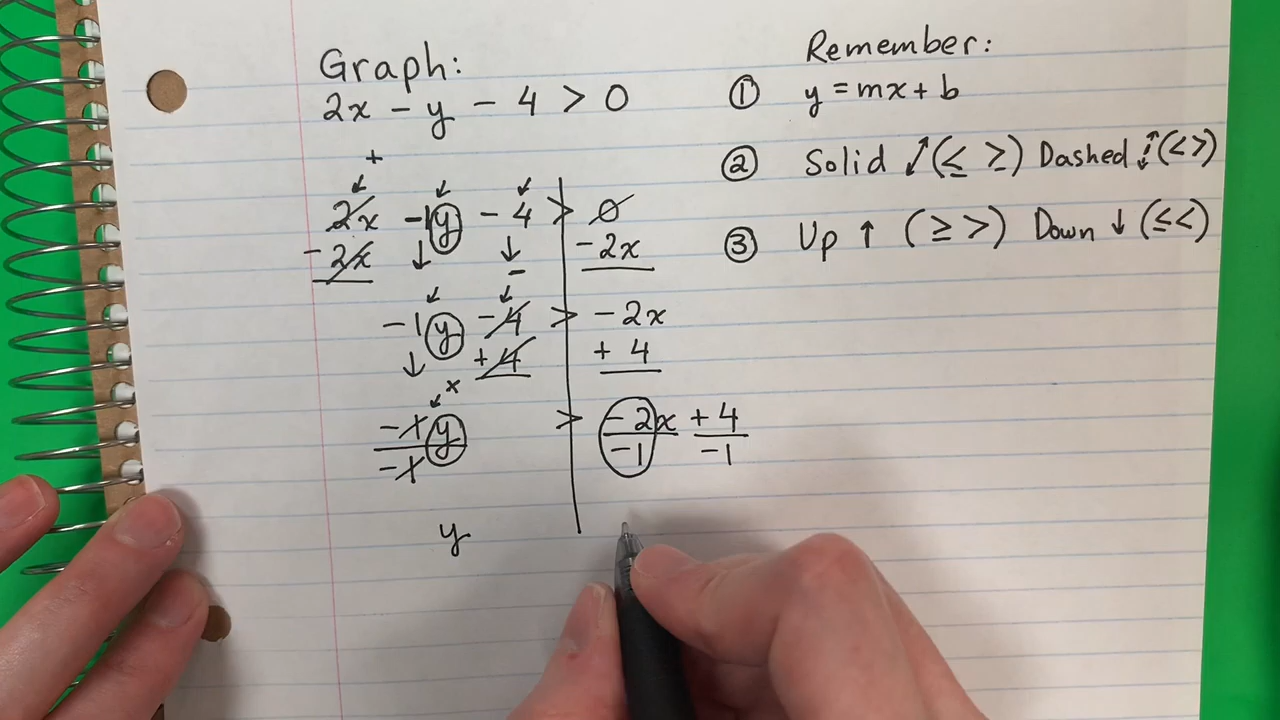 Graph:
2x - y - 4 > 0
+
2x -1y - 4 > 0
- 2x - 2x
-
-1y - 4 > -2x
+ 4 + 4
x
-1y > -2x + 4
-1 -1 -1
y
Remember:
① y = mx + b
② Solid (≤ ≥) Dashed (< >)
③ Up ↑ (≥ >) Down ↓ (≤ <)